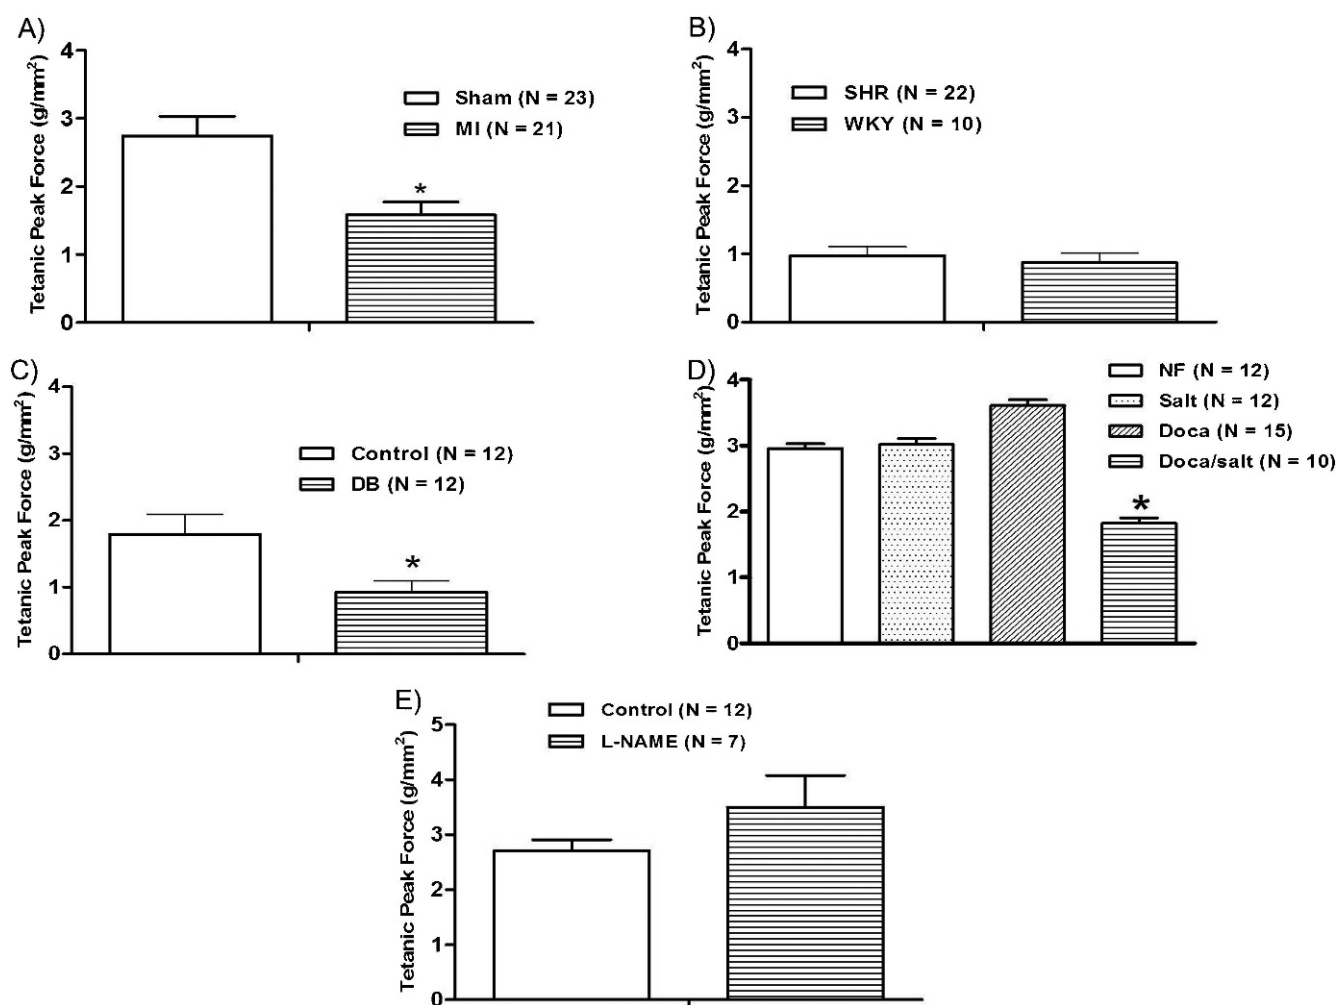 A)
Tetanic Peak Force (g/mm²)
4
3
2
1
0
Sham (N = 23)
MI (N = 21)
*
B)
Tetanic Peak Force (g/mm²)
4
3
2
1
0
SHR (N = 22)
WKY (N = 10)
C)
Tetanic Peak Force (g/mm²)
4
3
2
1
0
Control (N = 12)
DB (N = 12)
*
D)
Tetanic Peak Force (g/mm²)
4
3
2
1
0
NF (N = 12)
Salt (N = 12)
Doca (N = 15)
Doca/salt (N = 10)
*
E)
Tetanic Peak Force (g/mm²)
5
4
3
2
1
0
Control (N = 12)
L-NAME (N = 7)